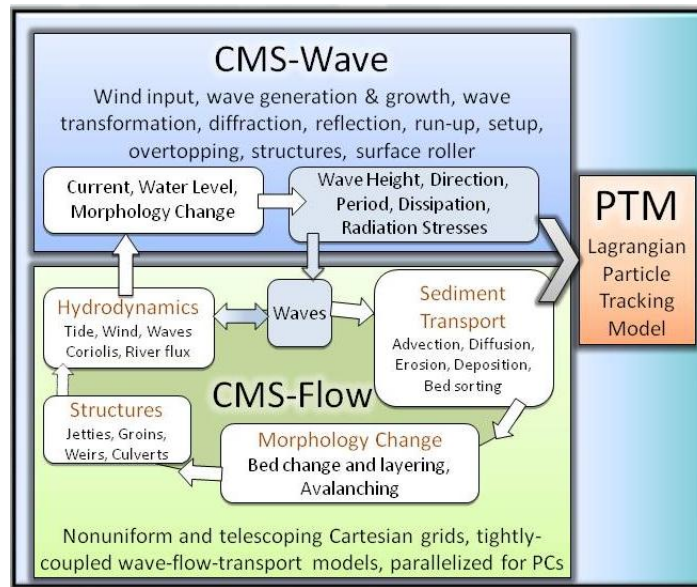 CMS-Wave
Wind input, wave generation & growth, wave
transformation, diffraction, reflection, run-up, setup,
overtopping, structures, surface roller
Current, Water Level,
Morphology Change
Wave Height, Direction,
Period, Dissipation,
Radiation Stresses
PTM
Lagrangian
Particle
Tracking
Model
Hydrodynamics
Tide, Wind, Waves
Coriolis, River flux
Waves
Sediment
Transport
Advection, Diffusion,
Erosion, Deposition,
Bed sorting
CMS-Flow
Structures
Jetties, Groins,
Weirs, Culverts
Morphology Change
Bed change and layering,
Avalanching
Nonuniform and telescoping Cartesian grids, tightly-
coupled wave-flow-transport models, parallelized for PCs